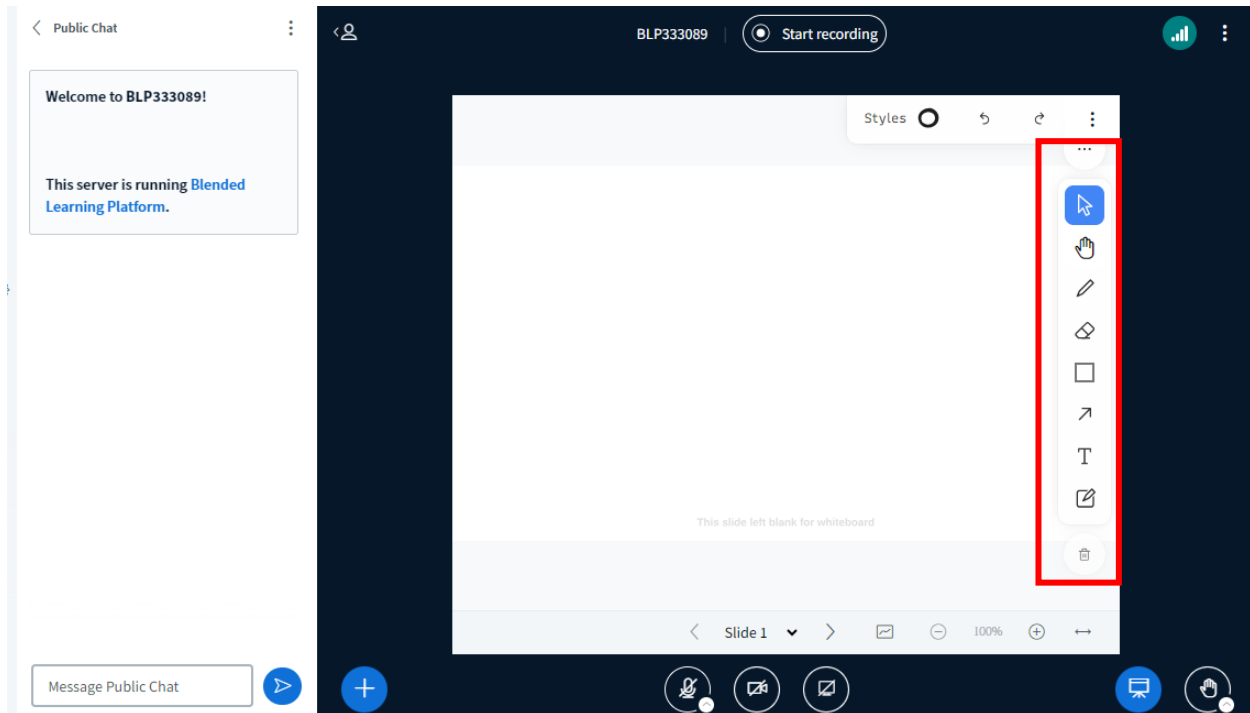 Public Chat
Welcome to BLP333089!
This server is running Blended
Learning Platform.
Message Public Chat
BLP333089
Start recording
Styles
T
This slide left blank for whiteboard
Slide 1
100%